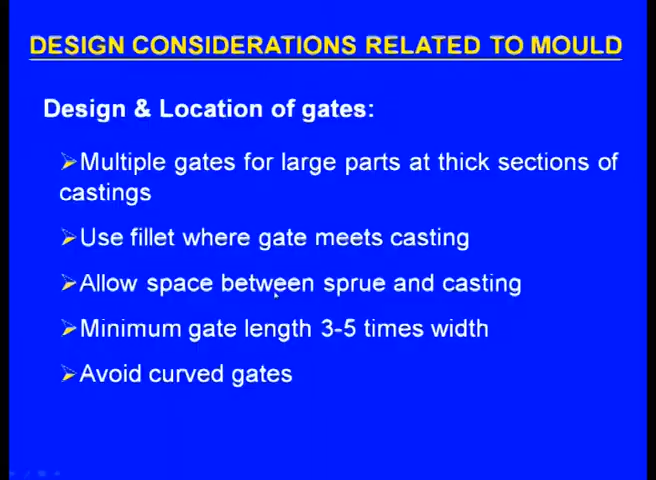 DESIGN CONSIDERATIONS RELATED TO MOULD
Design & Location of gates:
➢Multiple gates for large parts at thick sections of
castings
➢Use fillet where gate meets casting
➢Allow space between sprue and casting
➢Minimum gate length 3-5 times width
➢Avoid curved gates